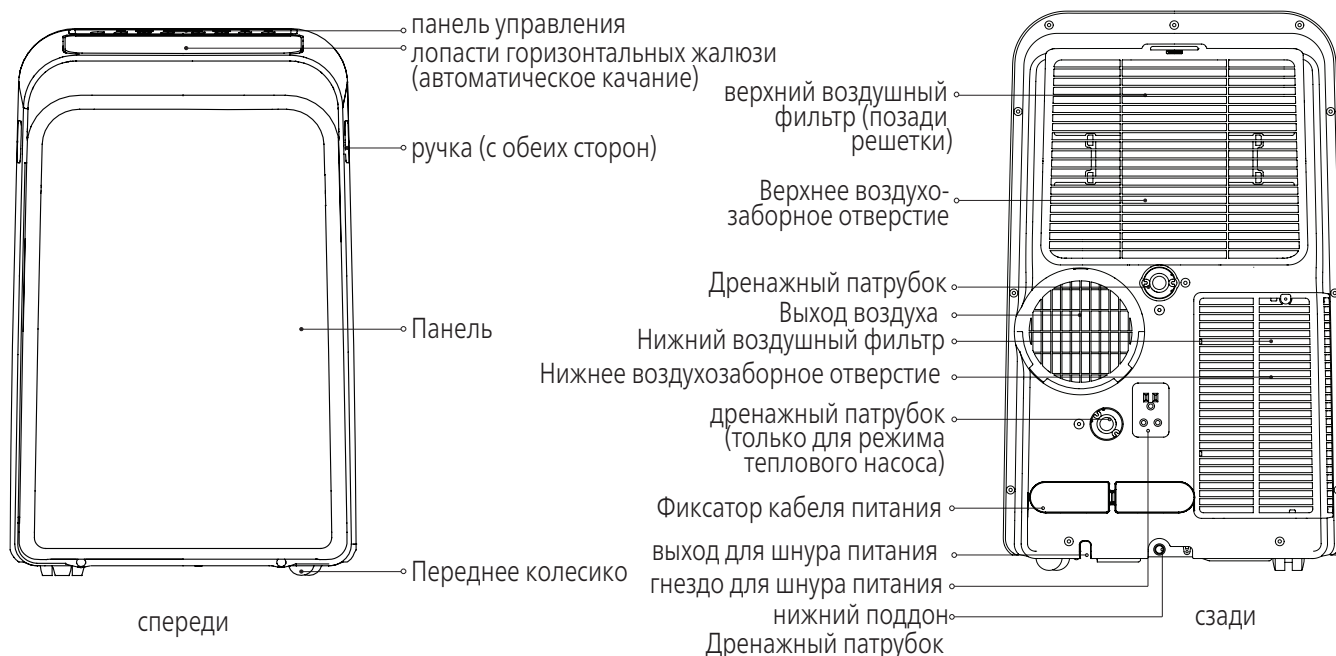 панель управления
лопасти горизонтальных жалюзи
(автоматическое качание)
ручка (с обеих сторон)
Панель
Переднее колесико
спереди
верхний воздушный
фильтр (позади
решетки)
Верхнее воздухо-
заборное отверстие
Дренажный патрубок
Выход воздуха
Нижний воздушный фильтр
Нижнее воздухозаборное отверстие
дренажный патрубок
(только для режима
теплового насоса)
Фиксатор кабеля питания
выход для шнура питания
гнездо для шнура питания
нижний поддон
Дренажный патрубок
сзади